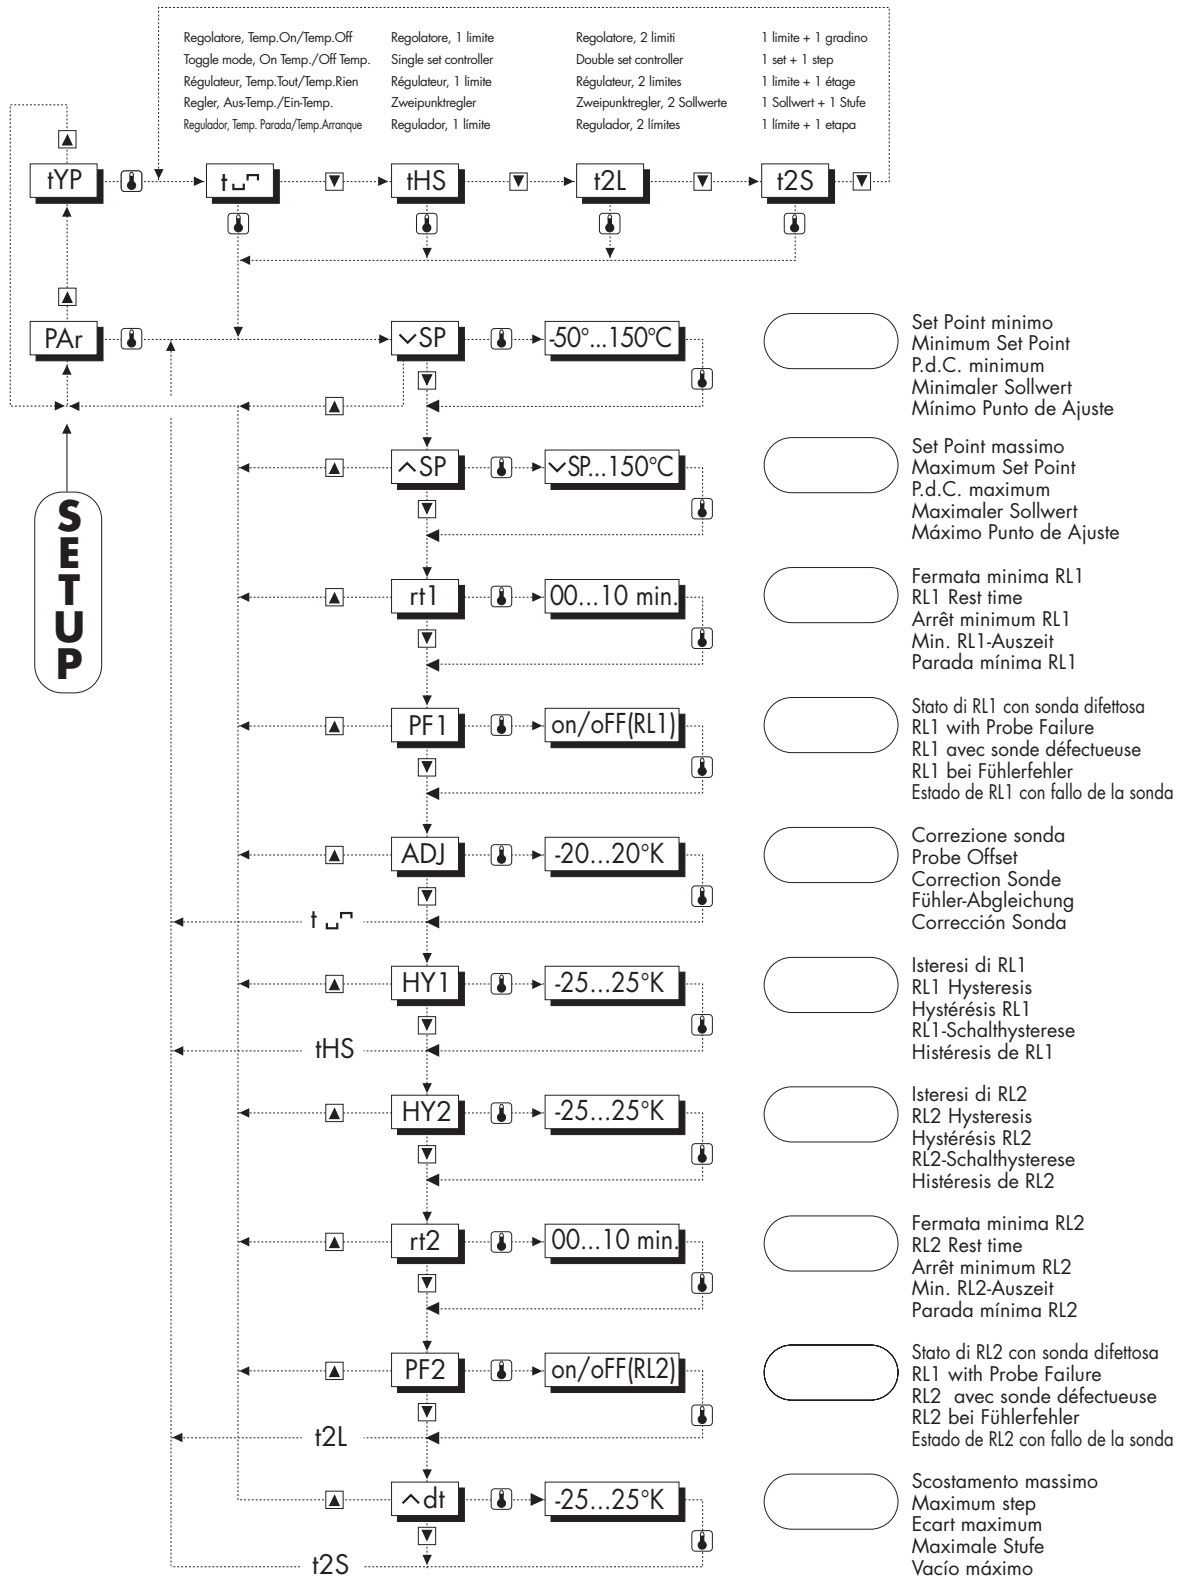 Regolatore, Temp.On/Temp.Off
Toggle mode, On Temp./Off Temp.
Régulateur, Temp.Tout/Temp.Rien
Regler, Aus-Temp./Ein-Temp.
Regulador, Temp. Parada/Temp.Arranque
Regolatore, 1 limite
Single set controller
Régulateur, 1 limite
Zweipunktregler
Regulador, 1 límite
Regolatore, 2 limiti
Double set controller
Régulateur, 2 limites
Zweipunktregler, 2 Sollwerte
Regulador, 2 límites
1 limite + 1 gradino
1 set + 1 step
1 limite + 1 étage
1 Sollwert + 1 Stufe
1 límite + 1 etapa
tYP
t
tHS
t2L
t2S
PAr
SETUP
⌵SP
-50°...150°C
Set Point minimo
Minimum Set Point
P.d.C. minimum
Minimaler Sollwert
Mínimo Punto de Ajuste
^SP
⌵SP...150°C
Set Point massimo
Maximum Set Point
P.d.C. maximum
Maximaler Sollwert
Máximo Punto de Ajuste
rt1
00...10 min.
Fermata minima RL1
RL1 Rest time
Arrêt minimum RL1
Min. RL1-Auszeit
Parada mínima RL1
PF1
on/oFF(RL1)
Stato di RL1 con sonda difettosa
RL1 with Probe Failure
RL1 avec sonde défectueuse
RL1 bei Fühlerfehler
Estado de RL1 con fallo de la sonda
ADJ
-20...20°K
Correzione sonda
Probe Offset
Correction Sonde
Fühler-Abgleichung
Corrección Sonda
t
HY1
-25...25°K
Isteresi di RL1
RL1 Hysteresis
Hystérésis RL1
RL1-Schalthysterese
Histéresis de RL1
tHS
HY2
-25...25°K
Isteresi di RL2
RL2 Hysteresis
Hystérésis RL2
RL2-Schalthysterese
Histéresis de RL2
rt2
00...10 min.
Fermata minima RL2
RL2 Rest time
Arrêt minimum RL2
Min. RL2-Auszeit
Parada mínima RL2
PF2
on/oFF(RL2)
Stato di RL2 con sonda difettosa
RL1 with Probe Failure
RL2 avec sonde défectueuse
RL2 bei Fühlerfehler
Estado de RL2 con fallo de la sonda
t2L
^dt
-25...25°K
Scostamento massimo
Maximum step
Ecart maximum
Maximale Stufe
Vacío máximo
t2S